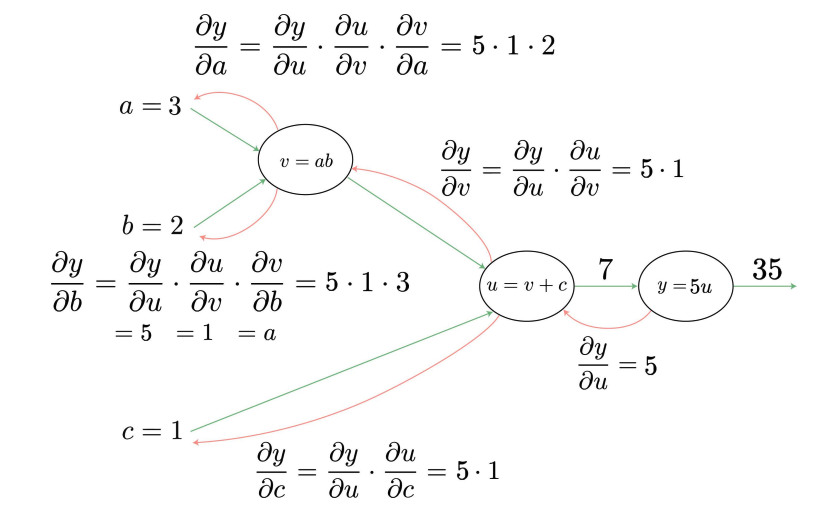 ∂y/∂a = ∂y/∂u · ∂u/∂v · ∂v/∂a = 5 · 1 · 2
a = 3
v = ab
∂y/∂v = ∂y/∂u · ∂u/∂v = 5 · 1
b = 2
∂y/∂b = ∂y/∂u · ∂u/∂v · ∂v/∂b = 5 · 1 · 3
= 5 = 1 = a
u = v + c
7
y = 5u
35
∂y/∂u = 5
c = 1
∂y/∂c = ∂y/∂u · ∂u/∂c = 5 · 1